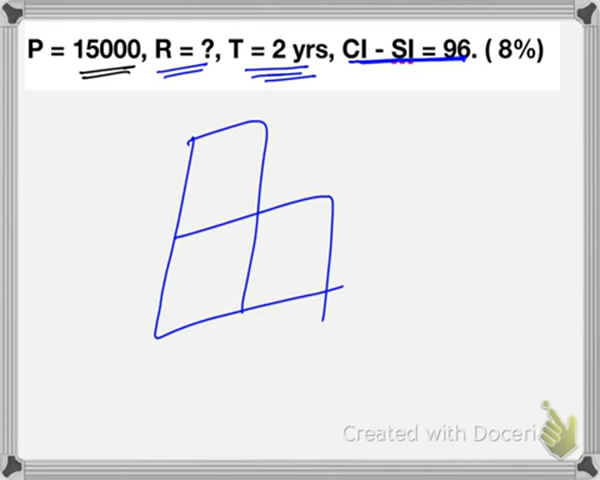 P = 15000, R = ?, T = 2 yrs, CI - SI = 96. ( 8%)
Created with Doceri